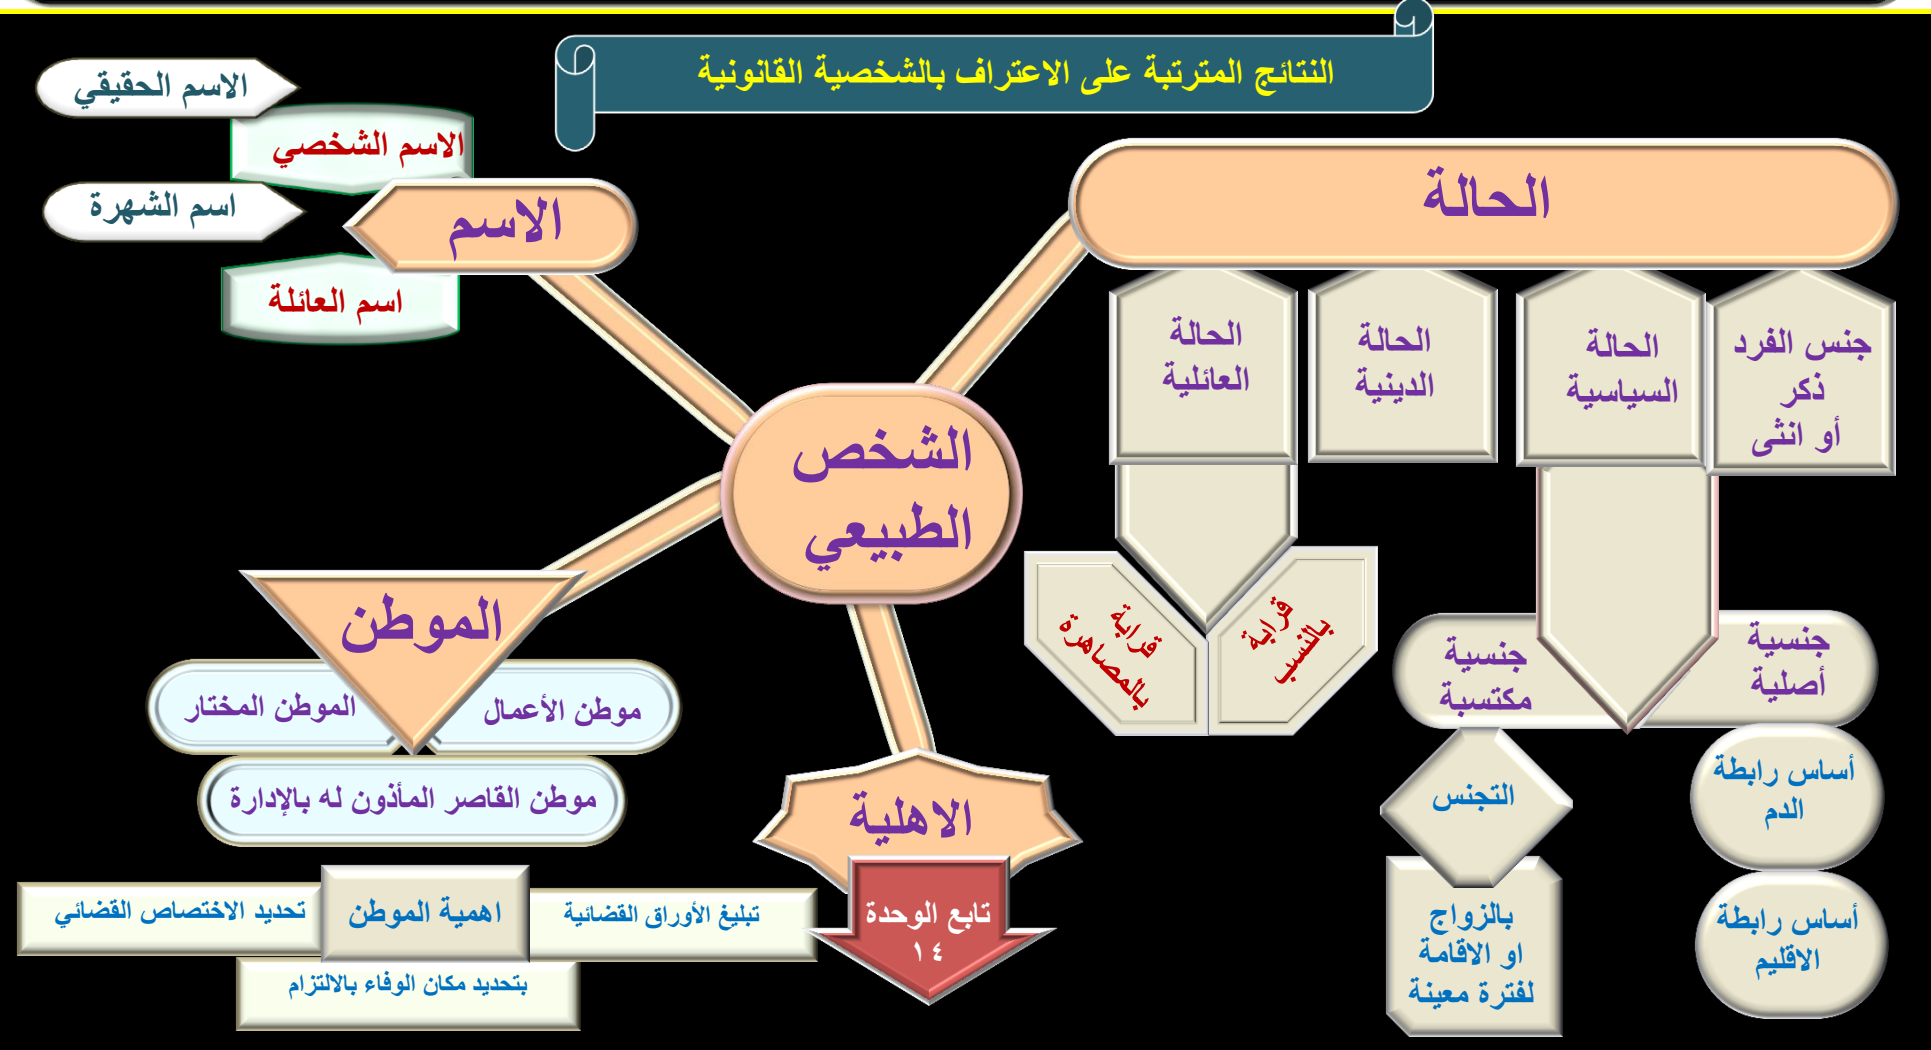 النتائج المترتبة على الاعتراف بالشخصية القانونية
الحالة
جنس الفرد
ذكر
أو انثى
الحالة
السياسية
الحالة
الدينية
الحالة
العائلية
جنسية
أصلية
جنسية
مكتسبة
أساس رابطة
الدم
أساس رابطة
الاقليم
التجنس
بالزواج
او الاقامة
لفترة معينة
قرابة
بالنسب
قرابة
بالمصاهرة
الاسم
الاسم الحقيقي
الاسم الشخصي
اسم الشهرة
اسم العائلة
الشخص
الطبيعي
الموطن
موطن الأعمال
الموطن المختار
موطن القاصر المأذون له بالإدارة
اهمية الموطن
تبليغ الأوراق القضائية
تحديد الاختصاص القضائي
بتحديد مكان الوفاء بالالتزام
الاهلية
تابع الوحدة
١٤